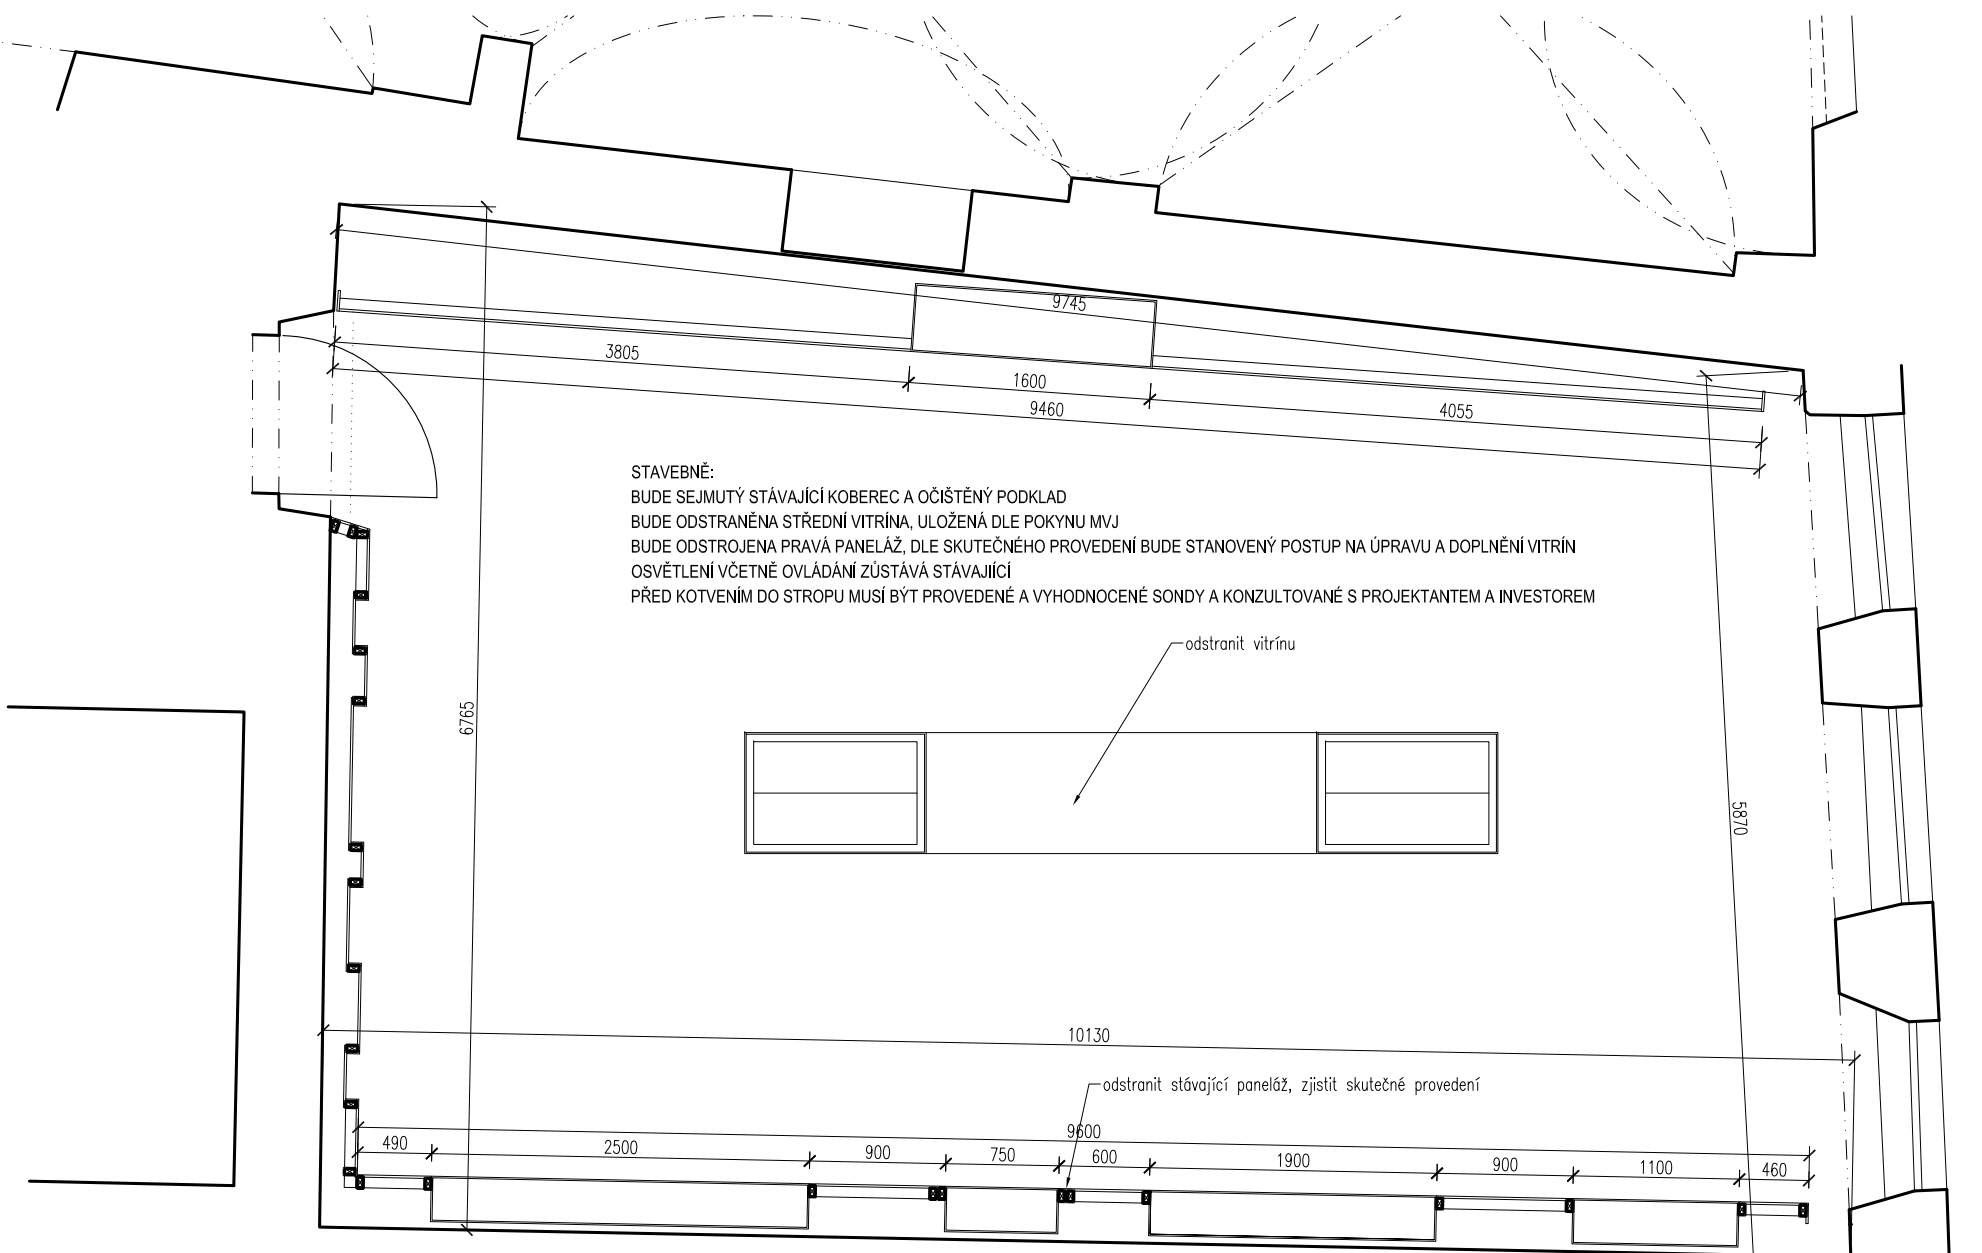 9745
3805
1600
9460
4055
STAVEBNĚ:
BUDE SEJMUTÝ STÁVAJÍCÍ KOBEREC A OČIŠTĚNÝ PODKLAD
BUDE ODSTRANĚNA STŘEDNÍ VITRÍNA, ULOŽENÁ DLE POKYNU MVJ
BUDE ODSTROJENA PRAVÁ PANELÁŽ, DLE SKUTEČNÉHO PROVEDENÍ BUDE STANOVENÝ POSTUP NA ÚPRAVU A DOPLNĚNÍ VITRÍN
OSVĚTLENÍ VČETNĚ OVLÁDÁNÍ ZŮSTÁVÁ STÁVAJIÍCÍ
PŘED KOTVENÍM DO STROPU MUSÍ BÝT PROVEDENÉ A VYHODNOCENÉ SONDY A KONZULTOVANÉ S PROJEKTANTEM A INVESTOREM
odstranit vitrínu
6765
5870
10130
odstranit stávající paneláž, zjistit skutečné provedení
9600
490
2500
900
750
600
1900
900
1100
460